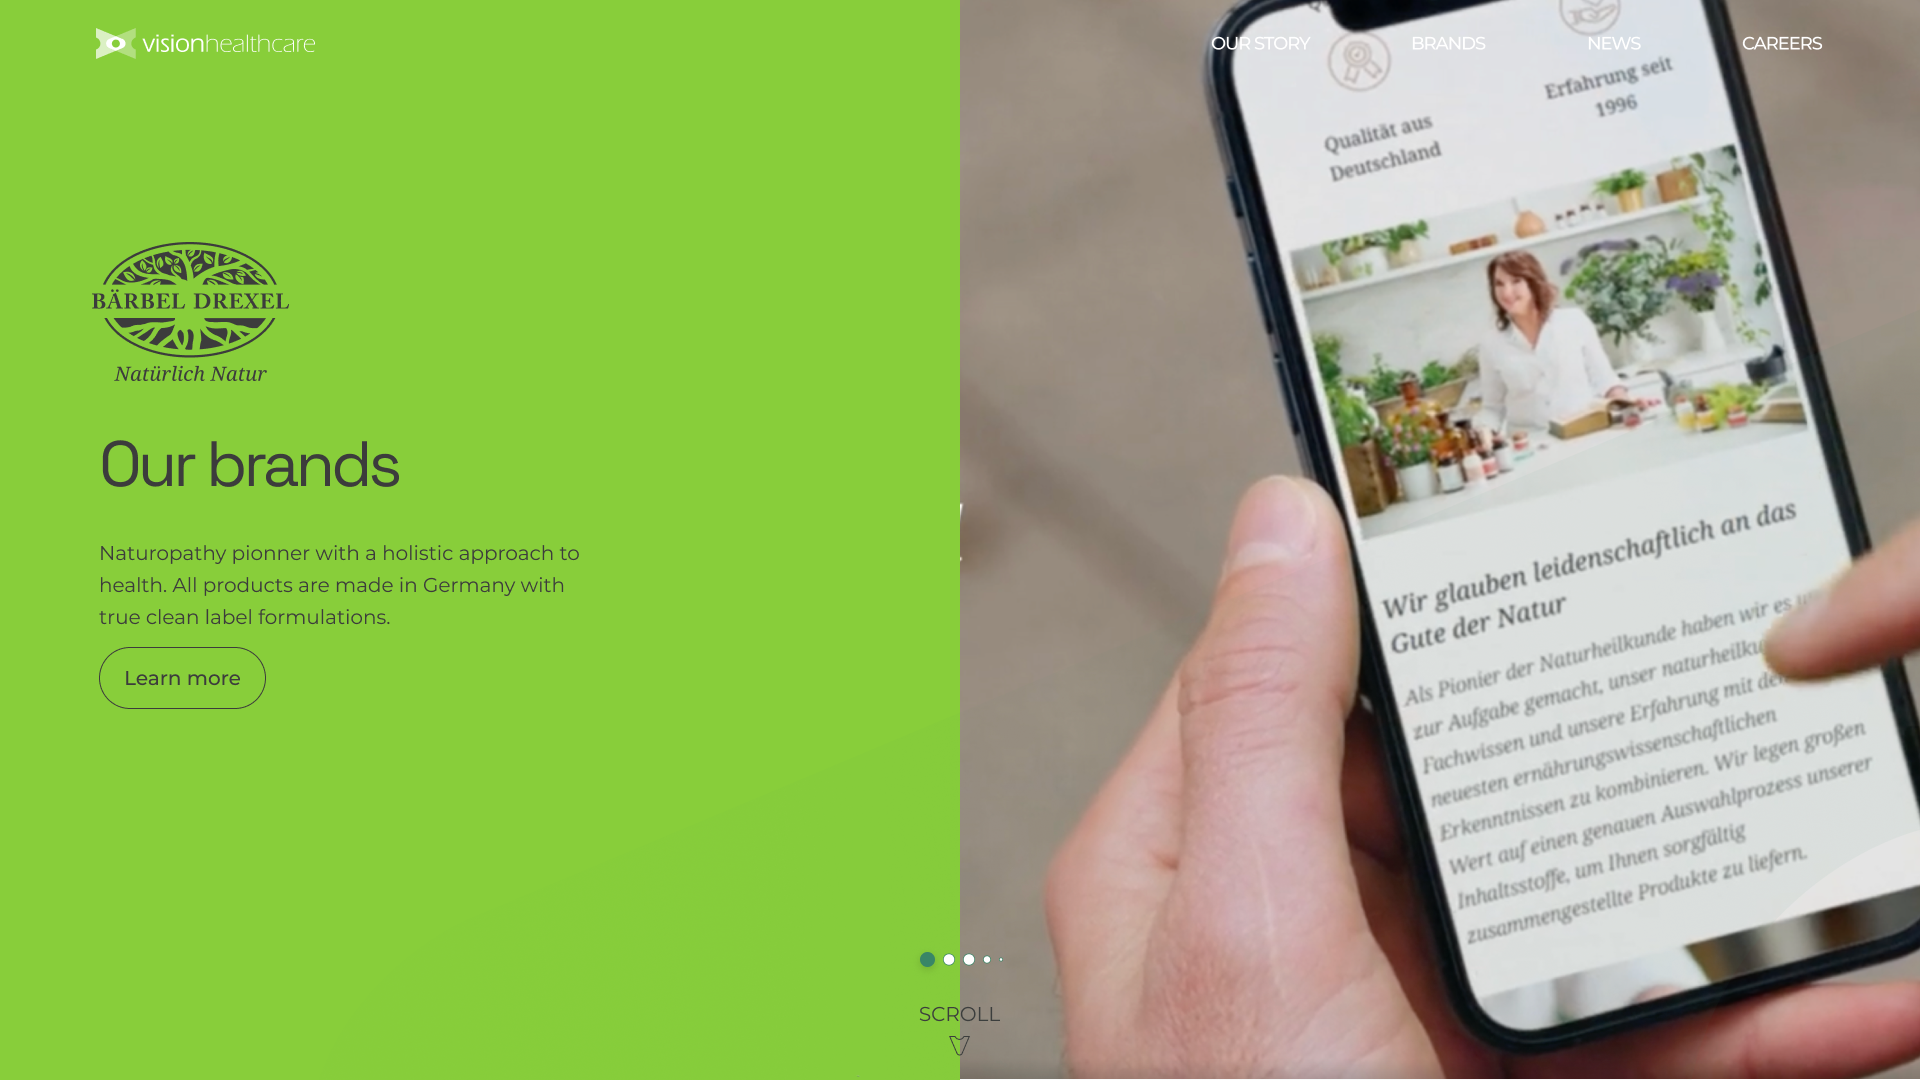 visionhealthcare
OUR STORY
BRANDS
NEWS
CAREERS
BÄRBEL DREXEL
Natürlich Natur
Our brands
Naturopathy pionner with a holistic approach to
health. All products are made in Germany with
true clean label formulations.
Learn more
SCROLL
Qualität aus
Deutschland
Erfahrung seit
1996
Wir glauben leidenschaftlich an das
Gute der Natur
Als Pionier der Naturheilkunde haben wir es
zur Aufgabe gemacht, unser
Fachwissen und unsere Erfahrung mit
neuesten ernährungswissenschaftlichen
Erkenntnissen zu kombinieren. Wir legen großen
Wert auf einen genauen Auswahlprozess unserer
Inhaltsstoffe, um Ihnen sorgfältig
zusammengestellte Produkte zu liefern.